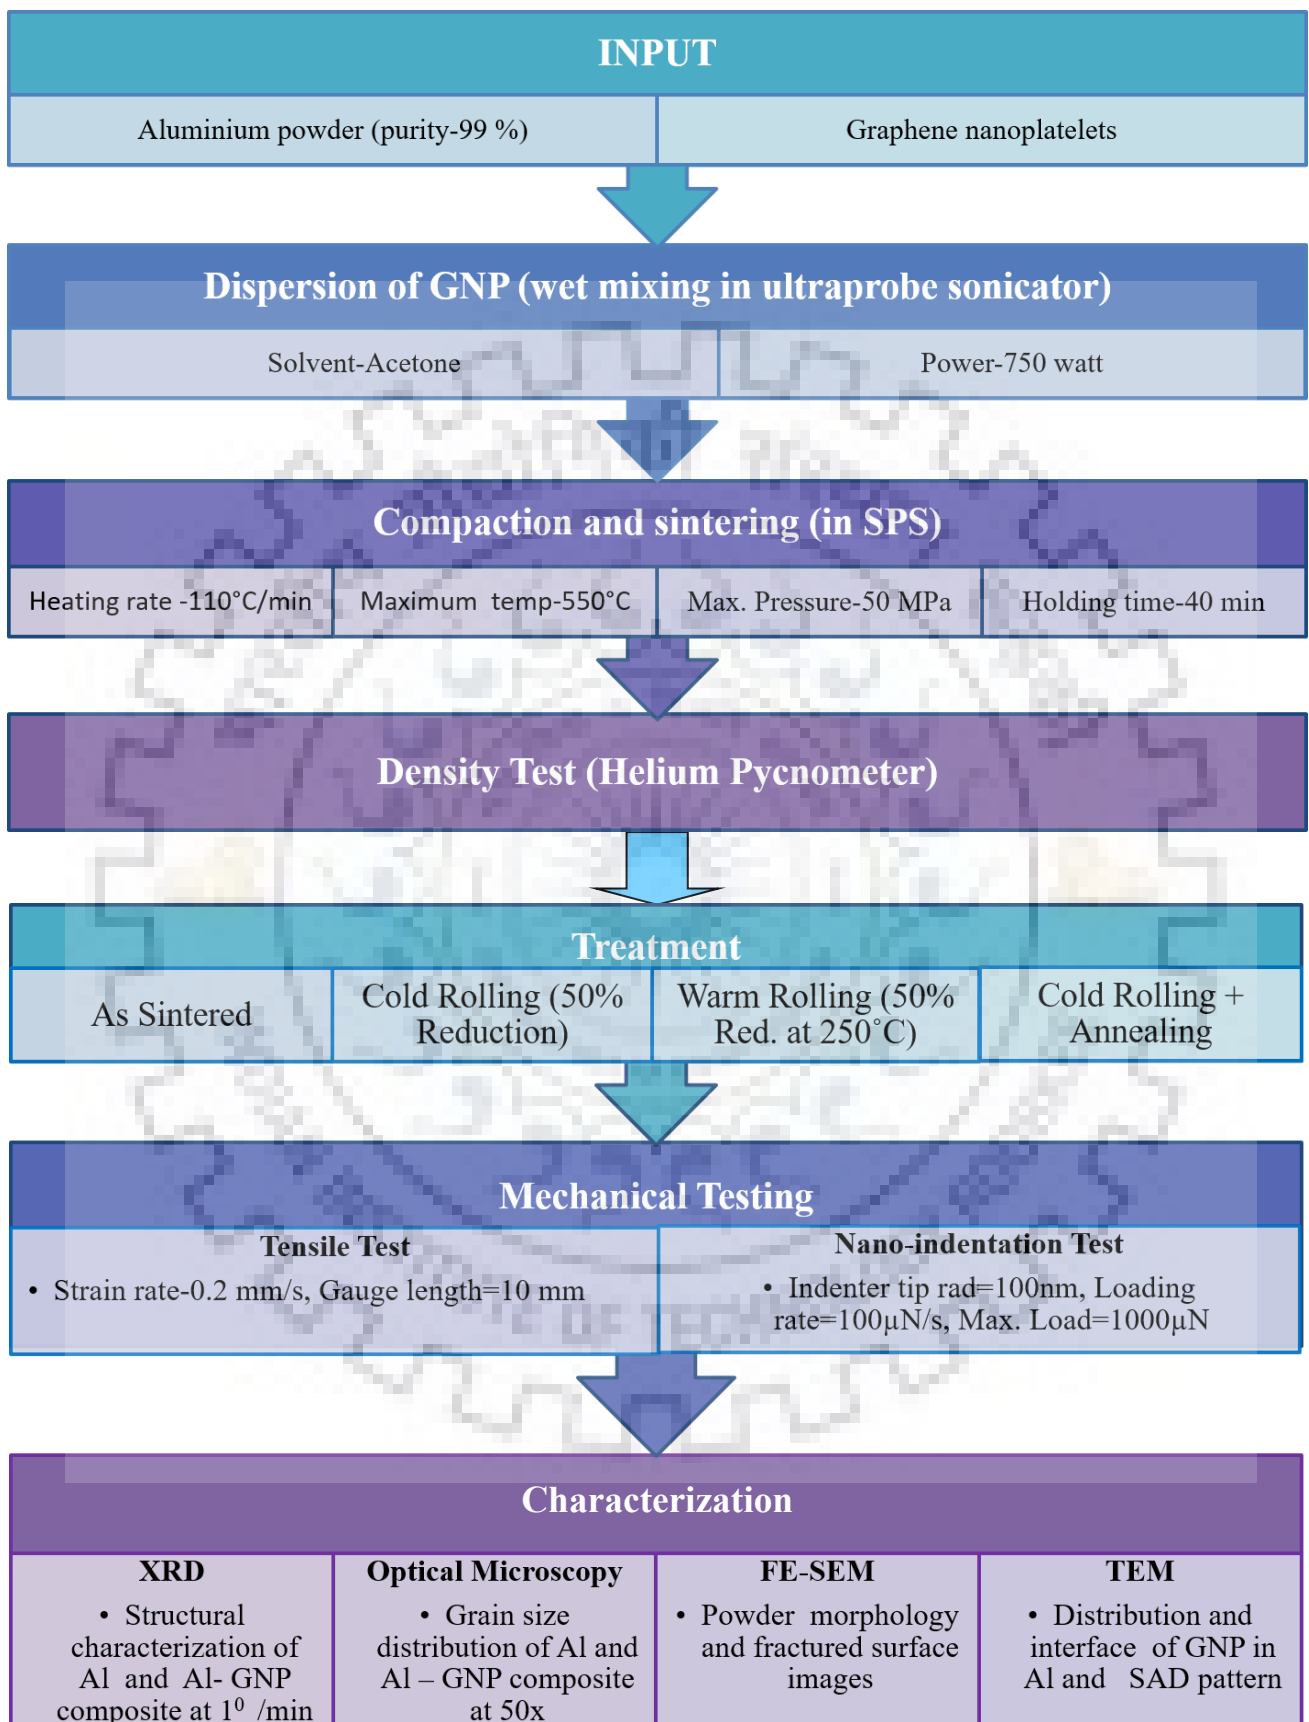 INPUT
Aluminium powder (purity-99 %)
Graphene nanoplatelets
Dispersion of GNP (wet mixing in ultraprobe sonicator)
Solvent-Acetone
Power-750 watt
Compaction and sintering (in SPS)
Heating rate -110°C/min
Maximum temp-550°C
Max. Pressure-50 MPa
Holding time-40 min
Density Test (Helium Pycnometer)
Treatment
As Sintered
Cold Rolling (50%
Reduction)
Warm Rolling (50%
Red. at 250˚C)
Cold Rolling +
Annealing
Mechanical Testing
Tensile Test
• Strain rate-0.2 mm/s, Gauge length=10 mm
Nano-indentation Test
• Indenter tip rad=100nm, Loading
rate=100µN/s, Max. Load=1000µN
Characterization
XRD
• Structural
characterization of
Al and Al- GNP
composite at 1⁰ /min
Optical Microscopy
• Grain size
distribution of Al and
Al – GNP composite
at 50x
FE-SEM
• Powder morphology
and fractured surface
images
TEM
• Distribution and
interface of GNP in
Al and SAD pattern